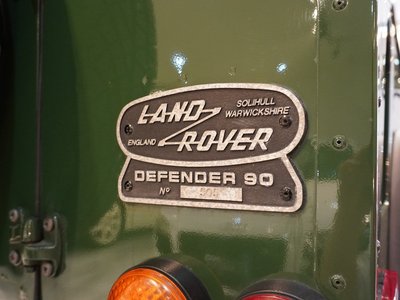 LAND
ROVER
SOLIHULL
WARWICKSHIRE
ENGLAND
DEFENDER 90
Nº